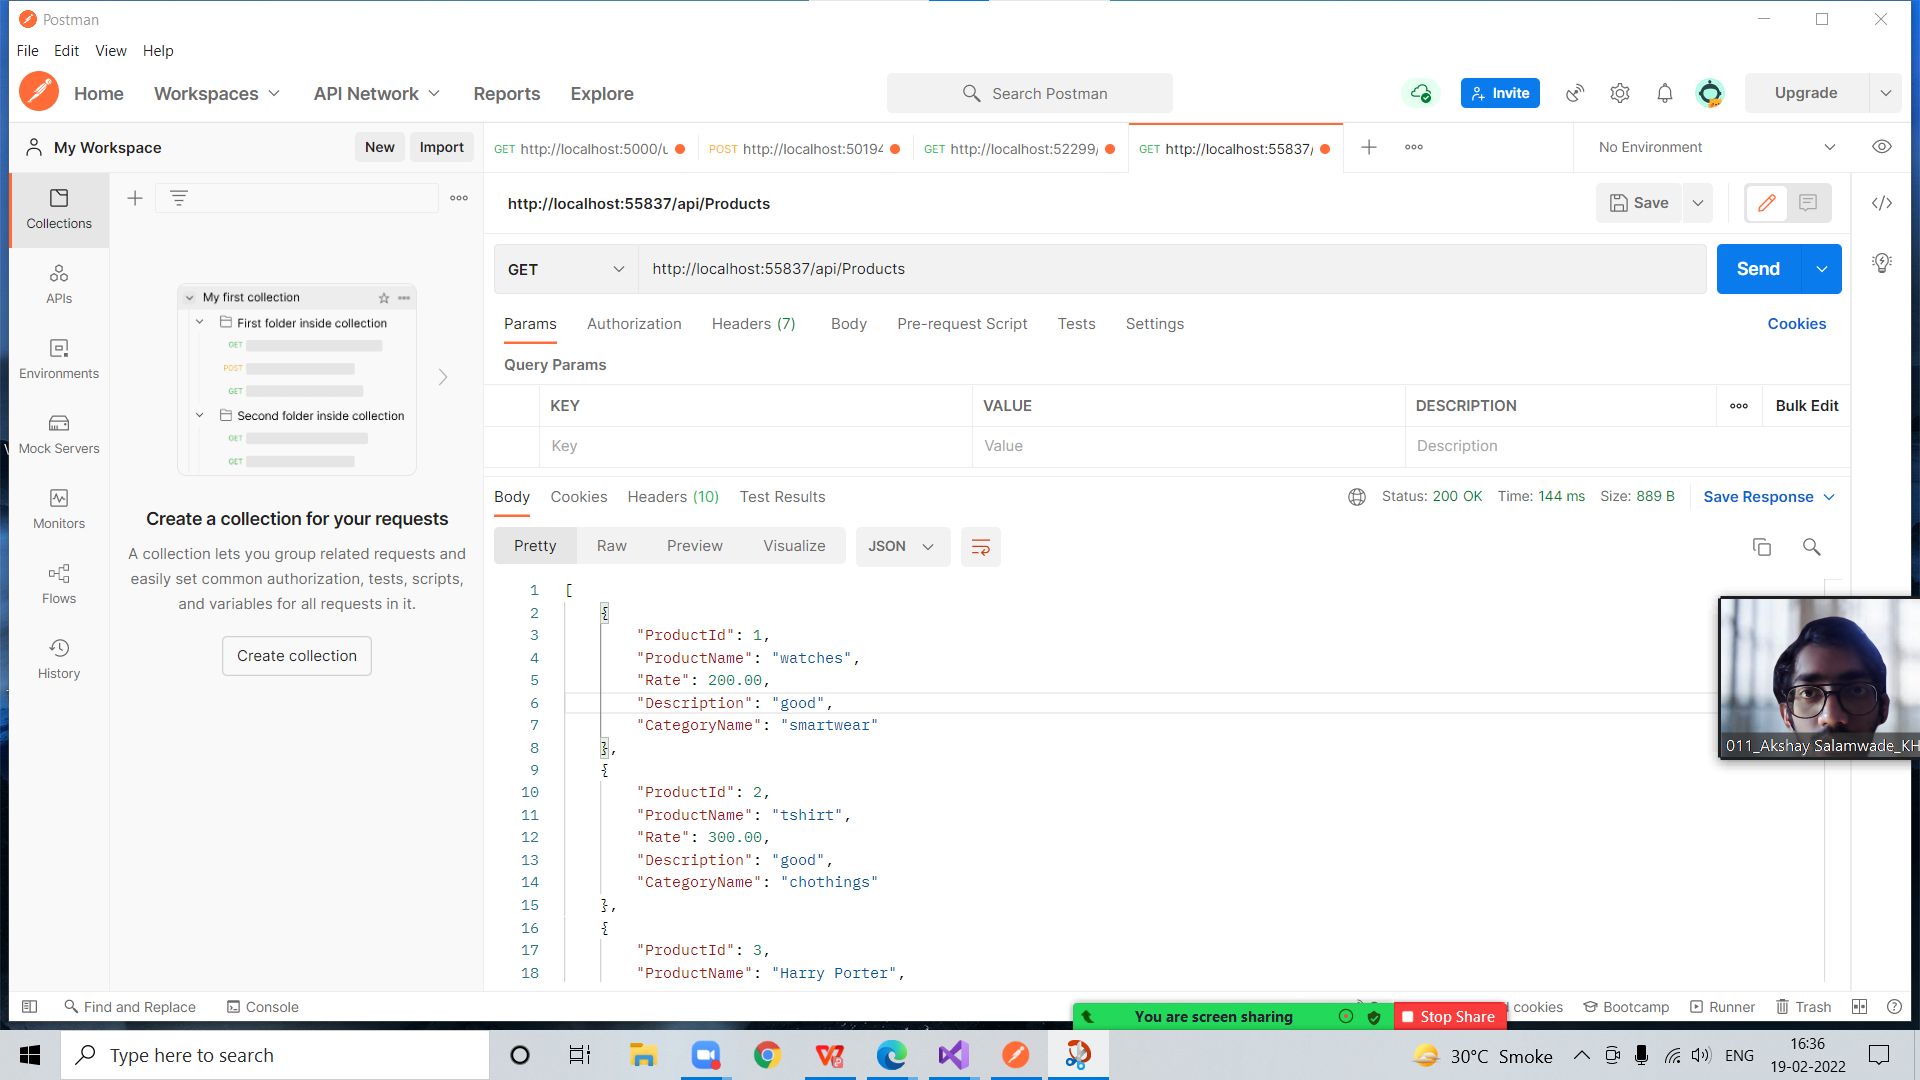 Postman
File Edit View Help
Home Workspaces API Network Reports Explore Search Postman Invite Upgrade
My Workspace New Import
GET http://localhost:5000/u POST http://localhost:50194 GET http://localhost:52299/ GET http://localhost:55837/ No Environment
Collections
APIs
Environments
Mock Servers
Monitors
Flows
History
My first collection
First folder inside collection
GET
POST
GET
Second folder inside collection
GET
GET
Create a collection for your requests
A collection lets you group related requests and
easily set common authorization, tests, scripts,
and variables for all requests in it.
Create collection
http://localhost:55837/api/Products Save
GET http://localhost:55837/api/Products Send
Params Authorization Headers (7) Body Pre-request Script Tests Settings Cookies
Query Params
KEY VALUE DESCRIPTION Bulk Edit
Key Value Description
Body Cookies Headers (10) Test Results Status: 200 OK Time: 144 ms Size: 889 B Save Response
Pretty Raw Preview Visualize JSON
1 [
2 {
3 "ProductId": 1,
4 "ProductName": "watches",
5 "Rate": 200.00,
6 "Description": "good",
7 "CategoryName": "smartwear"
8 },
9 {
10 "ProductId": 2,
11 "ProductName": "tshirt",
12 "Rate": 300.00,
13 "Description": "good",
14 "CategoryName": "chothings"
15 },
16 {
17 "ProductId": 3,
18 "ProductName": "Harry Porter",
011_Akshay Salamwade_KH
Find and Replace Console cookies Bootcamp Runner Trash
You are screen sharing Stop Share
Type here to search
30°C Smoke ENG
16:36
19-02-2022